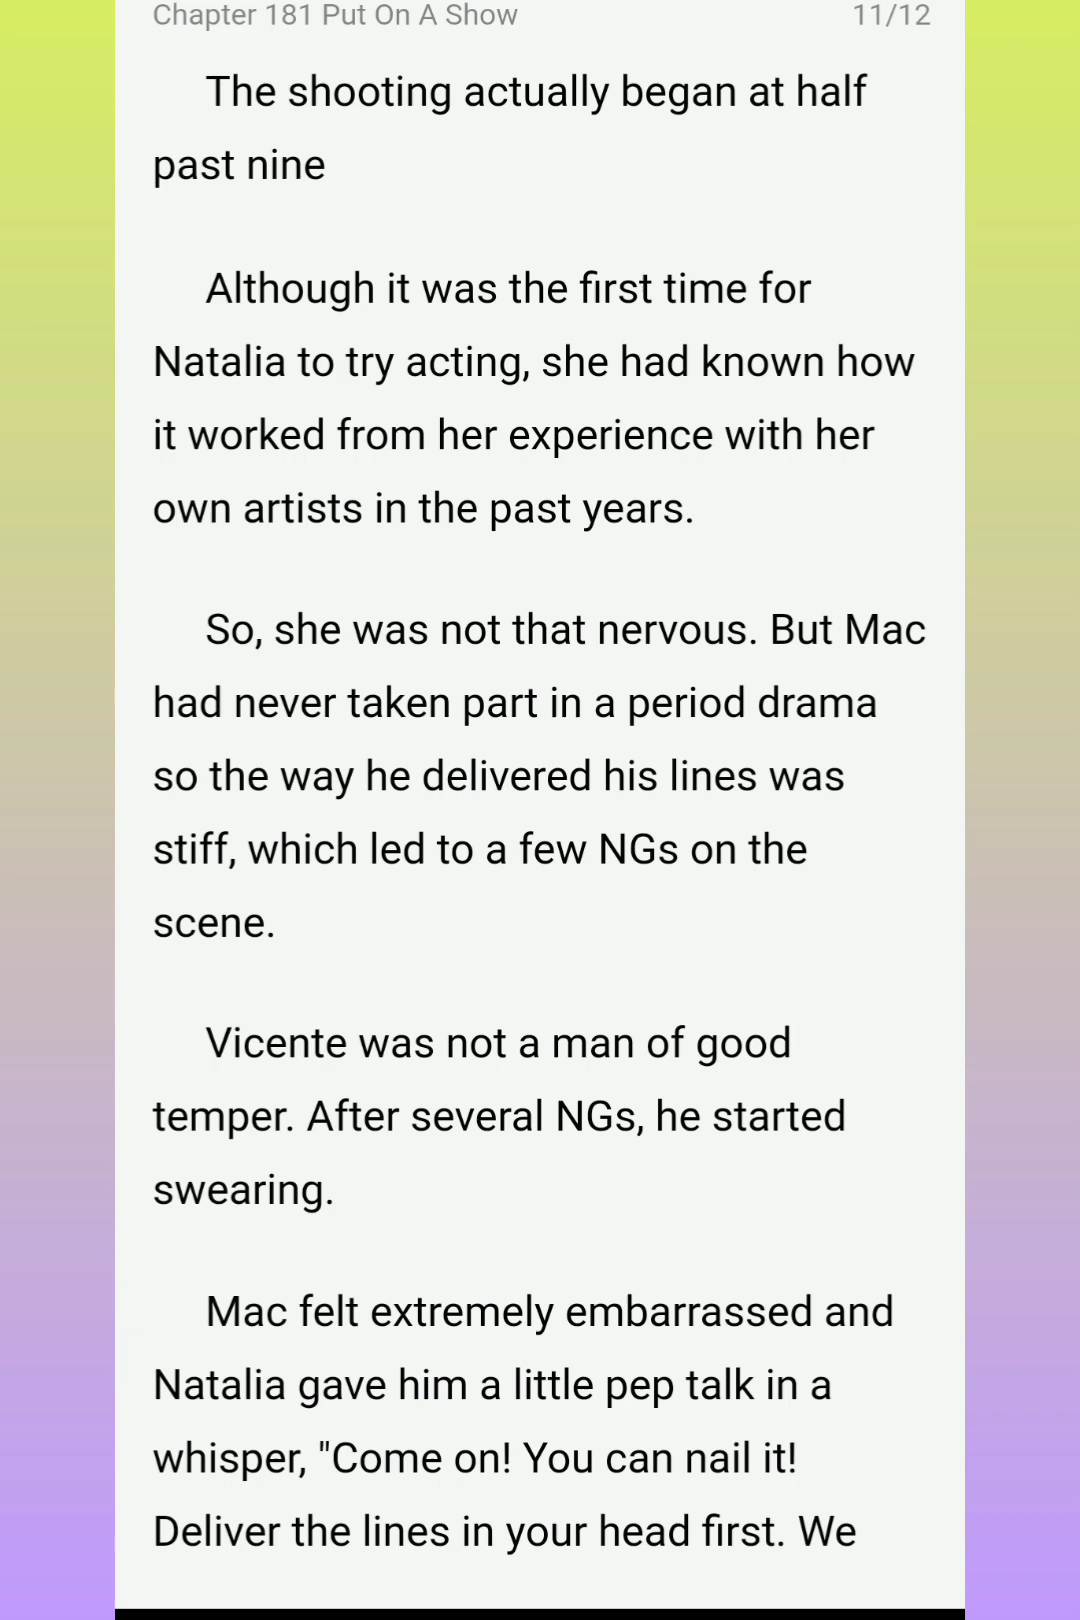 Chapter 181 Put On A Show 11/12
The shooting actually began at half
past nine
Although it was the first time for
Natalia to try acting, she had known how
it worked from her experience with her
own artists in the past years.
So, she was not that nervous. But Mac
had never taken part in a period drama
so the way he delivered his lines was
stiff, which led to a few NGs on the
scene.
Vicente was not a man of good
temper. After several NGs, he started
swearing.
Mac felt extremely embarrassed and
Natalia gave him a little pep talk in a
whisper, "Come on! You can nail it!
Deliver the lines in your head first. We